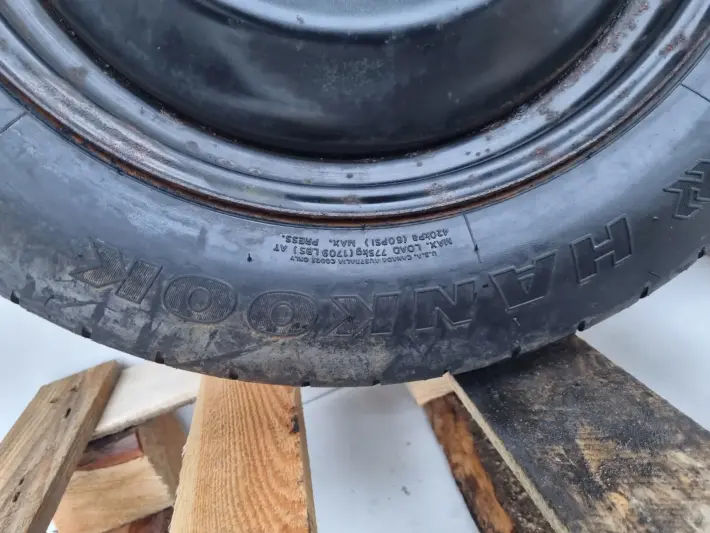 HANKOOK
U.S.A. CANADA/AUSTRALIA CODES ONLY
MAX. LOAD 775kg (1709 LBS) AT
420kPa (60PSI) MAX. PRESS.